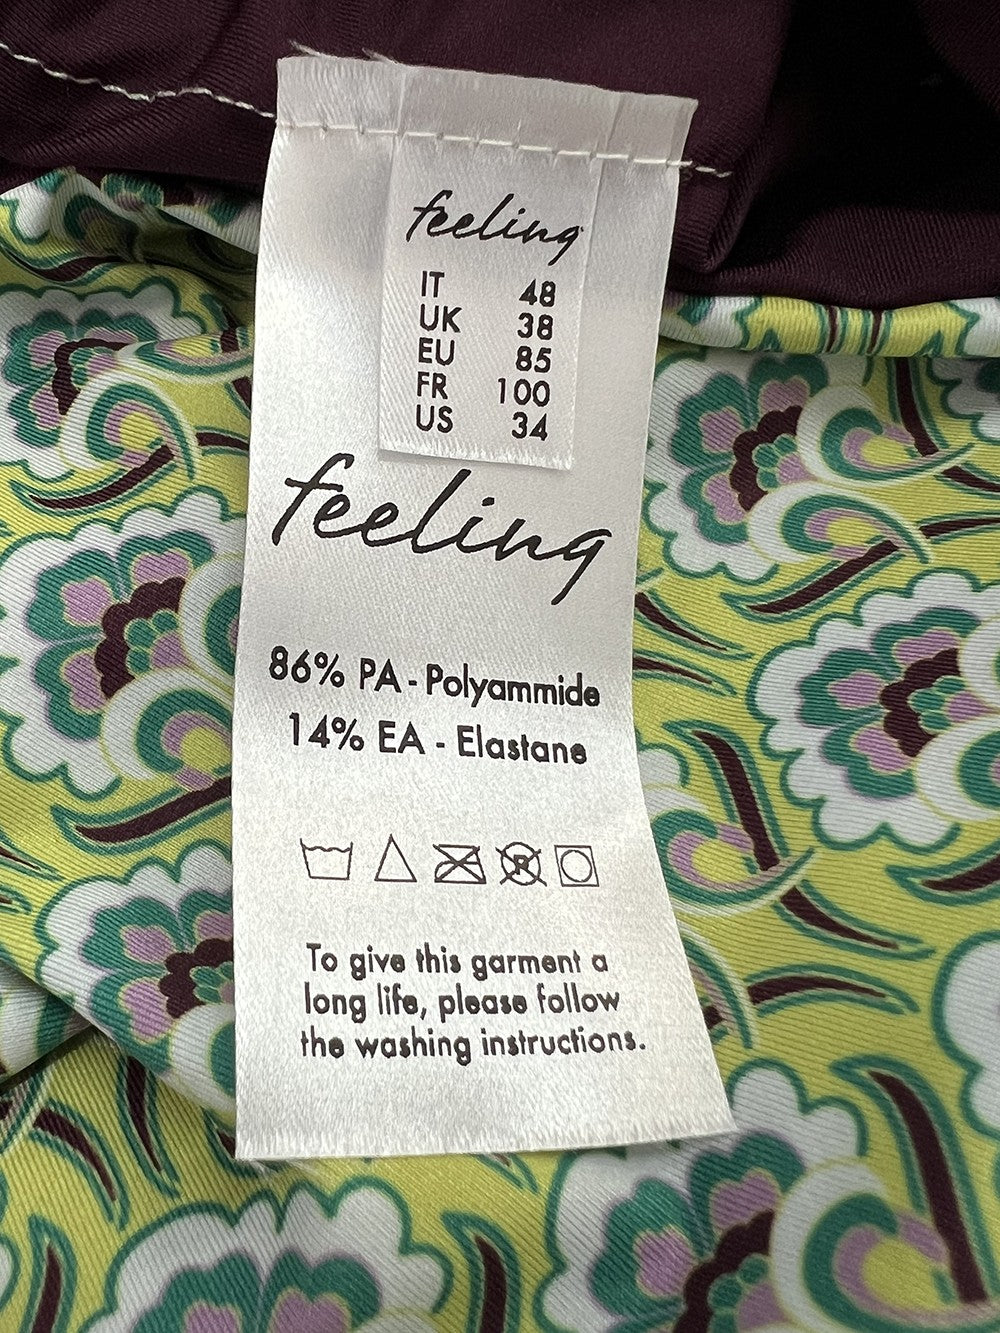 feeling
IT 48
UK 38
EU 85
FR 100
US 34
feeling
86% PA - Polyammide
14% EA - Elastane
To give this garment a
long life, please follow
the washing instructions.